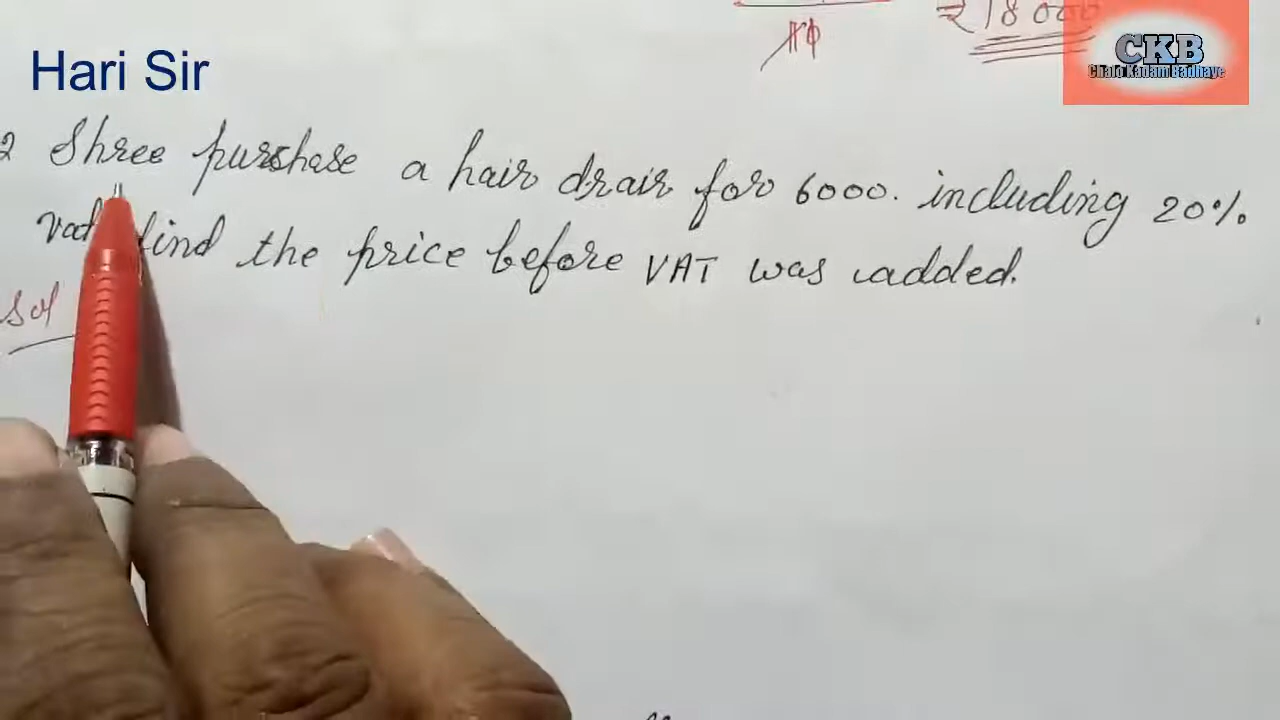 ₹18000
CKB
Chalo Kadam Badhaye
Hari Sir
2 Shree purchase a hair drair for 6000. including 20%
vat find the price before VAT was added.
Sol